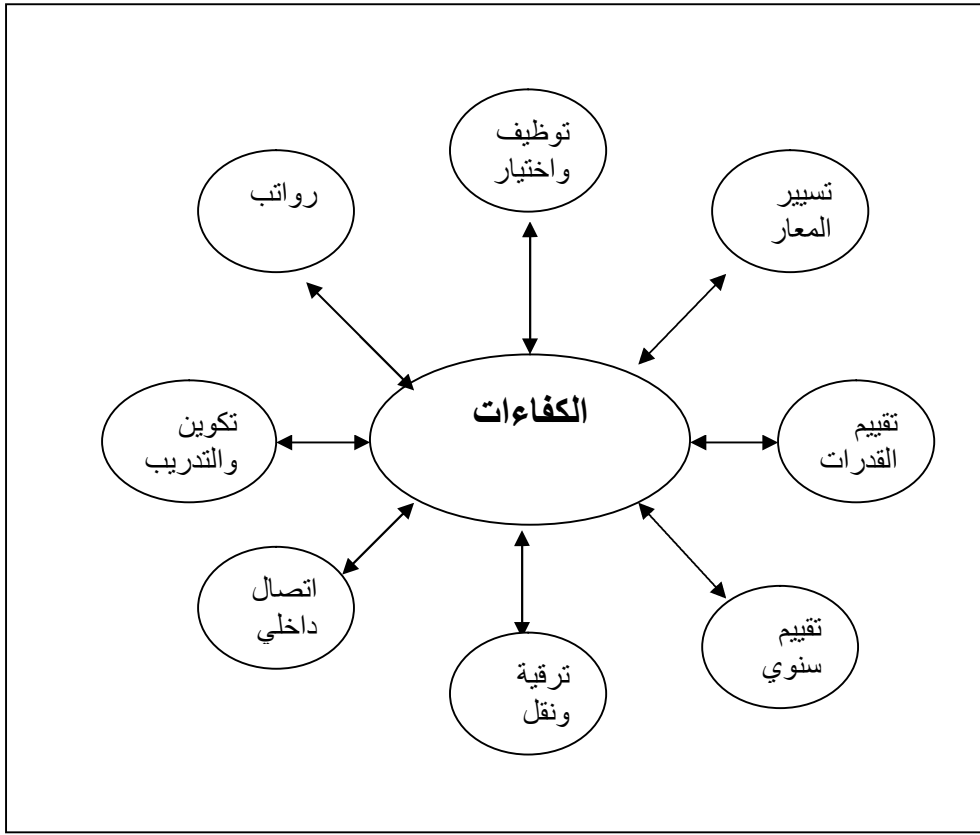 توظيف
واختيار
رواتب
تسيير
المعار
الكفاءات
تكوين
والتدريب
تقييم
القدرات
اتصال
داخلي
تقييم
سنوي
ترقية
ونقل